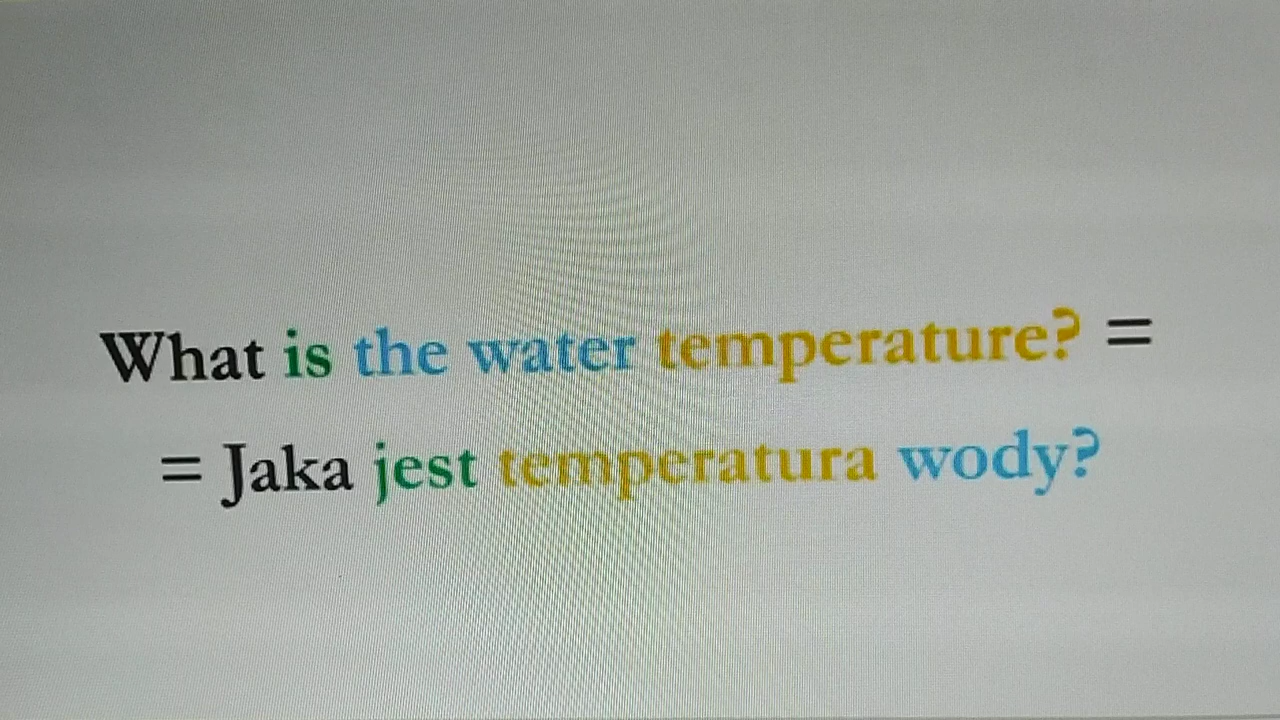 What is the water temperature? =
= Jaka jest temperatura wody?